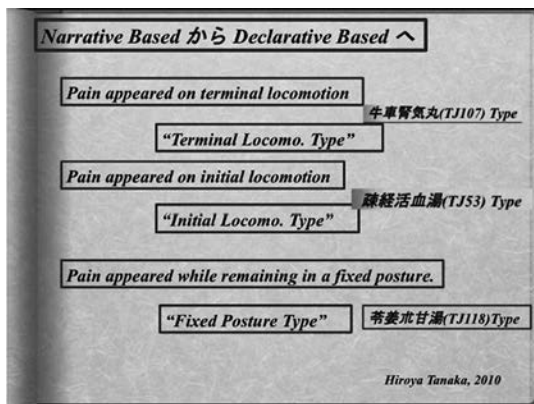 Narrative Based から Declarative Based へ
Pain appeared on terminal locomotion
牛車腎気丸(TJ107) Type
“Terminal Locomo. Type”
Pain appeared on initial locomotion
疎経活血湯(TJ53) Type
“Initial Locomo. Type”
Pain appeared while remaining in a fixed posture.
“Fixed Posture Type”
苓姜朮甘湯(TJ118)Type
Hiroya Tanaka, 2010